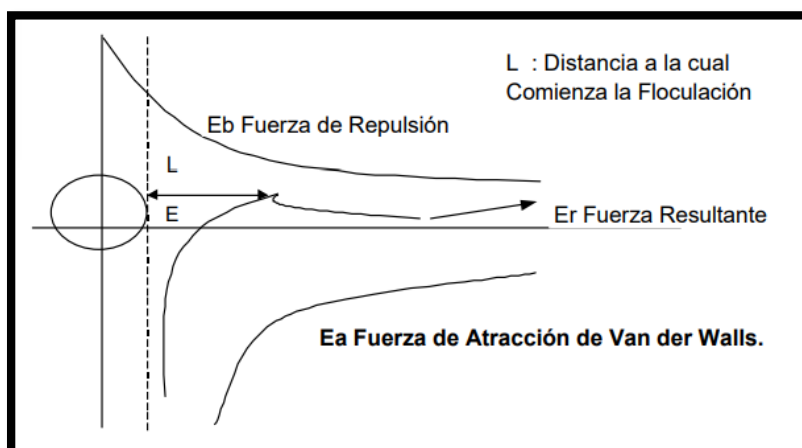 L : Distancia a la cual
Comienza la Floculación
Eb Fuerza de Repulsión
L
E
Er Fuerza Resultante
Ea Fuerza de Atracción de Van der Walls.